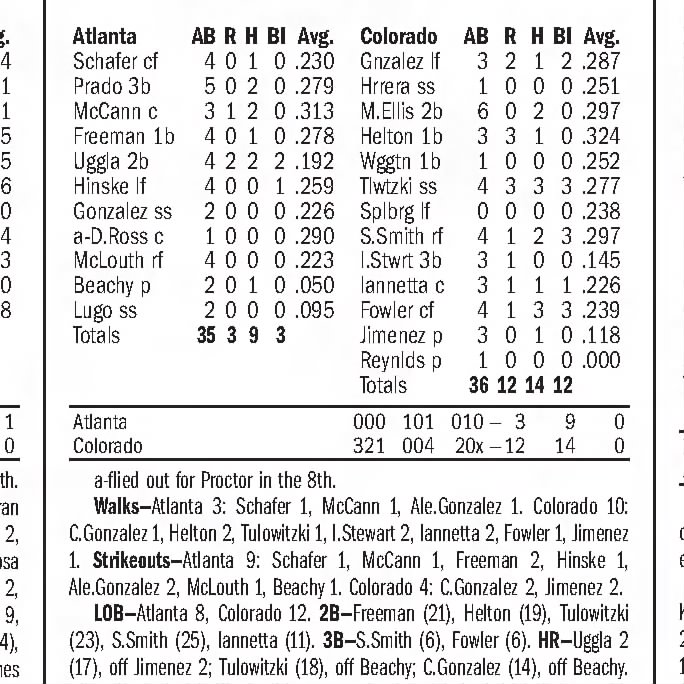 Atlanta AB R H BI Avg.
Schafer cf 4 0 1 0 .230
Prado 3b 5 0 2 0 .279
McCann c 3 1 2 0 .313
Freeman 1b 4 0 1 0 .278
Uggla 2b 4 2 2 2 .192
Hinske lf 4 0 0 1 .259
Gonzalez ss 2 0 0 0 .226
a-D.Ross c 1 0 0 0 .290
McLouth rf 4 0 0 0 .223
Beachy p 2 0 1 0 .050
Lugo ss 2 0 0 0 .095
Totals 35 3 9 3
Colorado AB R H BI Avg.
Gnzalez lf 3 2 1 2 .287
Hrrera ss 1 0 0 0 .251
M.Ellis 2b 6 0 2 0 .297
Helton 1b 3 3 1 0 .324
Wggtn 1b 1 0 0 0 .252
Tlwtzki ss 4 3 3 3 .277
Splbrg lf 0 0 0 0 .238
S.Smith rf 4 1 2 3 .297
I.Stwrt 3b 3 1 0 0 .145
Iannetta c 3 1 1 1 .226
Fowler cf 4 1 3 3 .239
Jimenez p 3 0 1 0 .118
Reynlds p 1 0 0 0 .000
Totals 36 12 14 12
Atlanta 000 101 010 – 3 9 0
Colorado 321 004 20x –12 14 0
a-flied out for Proctor in the 8th.
Walks–Atlanta 3: Schafer 1, McCann 1, Ale.Gonzalez 1. Colorado 10:
C.Gonzalez 1, Helton 2, Tulowitzki 1, I.Stewart 2, Iannetta 2, Fowler 1, Jimenez
1. Strikeouts–Atlanta 9: Schafer 1, McCann 1, Freeman 2, Hinske 1,
Ale.Gonzalez 2, McLouth 1, Beachy 1. Colorado 4: C.Gonzalez 2, Jimenez 2.
LOB–Atlanta 8, Colorado 12. 2B–Freeman (21), Helton (19), Tulowitzki
(23), S.Smith (25), Iannetta (11). 3B–S.Smith (6), Fowler (6). HR–Uggla 2
(17), off Jimenez 2; Tulowitzki (18), off Beachy; C.Gonzalez (14), off Beachy.